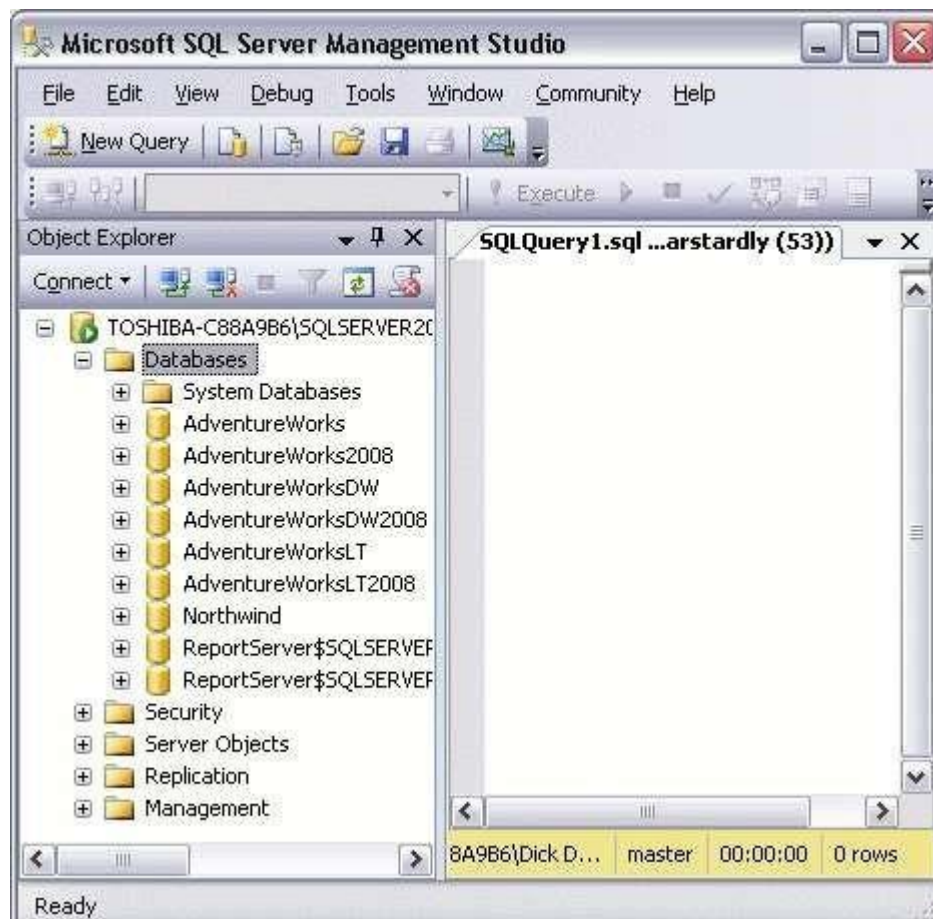 Microsoft SQL Server Management Studio
File Edit View Debug Tools Window Community Help
New Query
Execute
Object Explorer
SQLQuery1.sql ...arstardly (53))
Connect
TOSHIBA-C88A9B6\SQLSERVER20
Databases
System Databases
AdventureWorks
AdventureWorks2008
AdventureWorksDW
AdventureWorksDW2008
AdventureWorksLT
AdventureWorksLT2008
Northwind
ReportServer$SQLSERVER
ReportServer$SQLSERVER
Security
Server Objects
Replication
Management
8A9B6\Dick D... master 00:00:00 0 rows
Ready